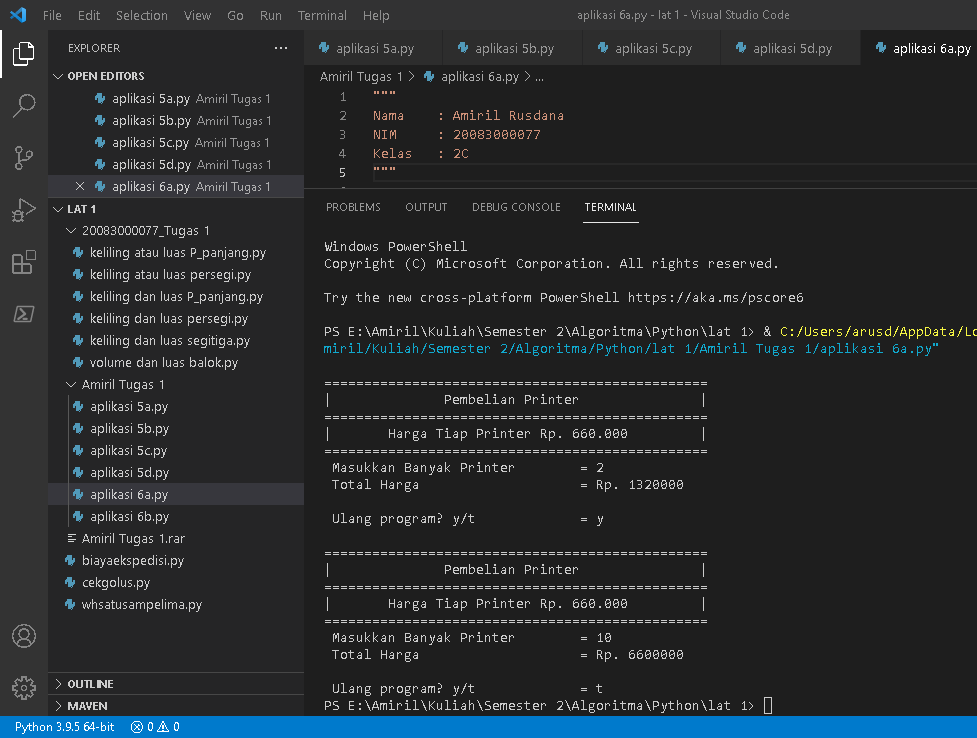 File Edit Selection View Go Run Terminal Help aplikasi 6a.py - lat 1 - Visual Studio Code
EXPLORER ...
OPEN EDITORS
aplikasi 5a.py Amiril Tugas 1
aplikasi 5b.py Amiril Tugas 1
aplikasi 5c.py Amiril Tugas 1
aplikasi 5d.py Amiril Tugas 1
aplikasi 6a.py Amiril Tugas 1
LAT 1
20083000077_Tugas 1
keliling atau luas P_panjang.py
keliling atau luas persegi.py
keliling dan luas P_panjang.py
keliling dan luas persegi.py
keliling dan luas segitiga.py
volume dan luas balok.py
Amiril Tugas 1
aplikasi 5a.py
aplikasi 5b.py
aplikasi 5c.py
aplikasi 5d.py
aplikasi 6a.py
aplikasi 6b.py
Amiril Tugas 1.rar
biayaekspedisi.py
cekgolus.py
whsatusampelima.py
OUTLINE
MAVEN
aplikasi 5a.py aplikasi 5b.py aplikasi 5c.py aplikasi 5d.py aplikasi 6a.py
Amiril Tugas 1 > aplikasi 6a.py > ...
1 """
2 Nama : Amiril Rusdana
3 NIM : 20083000077
4 Kelas : 2C
5 """
PROBLEMS OUTPUT DEBUG CONSOLE TERMINAL
Windows PowerShell
Copyright (C) Microsoft Corporation. All rights reserved.
Try the new cross-platform PowerShell https://aka.ms/pscore6
PS E:\Amiril\Kuliah\Semester 2\Algoritma\Python\lat 1> & C:/Users/arusd/AppData/Lo
miril/Kuliah/Semester 2/Algoritma/Python/lat 1/Amiril Tugas 1/aplikasi 6a.py"
================================================
| Pembelian Printer |
================================================
| Harga Tiap Printer Rp. 660.000 |
================================================
Masukkan Banyak Printer = 2
Total Harga = Rp. 1320000
Ulang program? y/t = y
================================================
| Pembelian Printer |
================================================
| Harga Tiap Printer Rp. 660.000 |
================================================
Masukkan Banyak Printer = 10
Total Harga = Rp. 6600000
Ulang program? y/t = t
PS E:\Amiril\Kuliah\Semester 2\Algoritma\Python\lat 1>
Python 3.9.5 64-bit 0 0